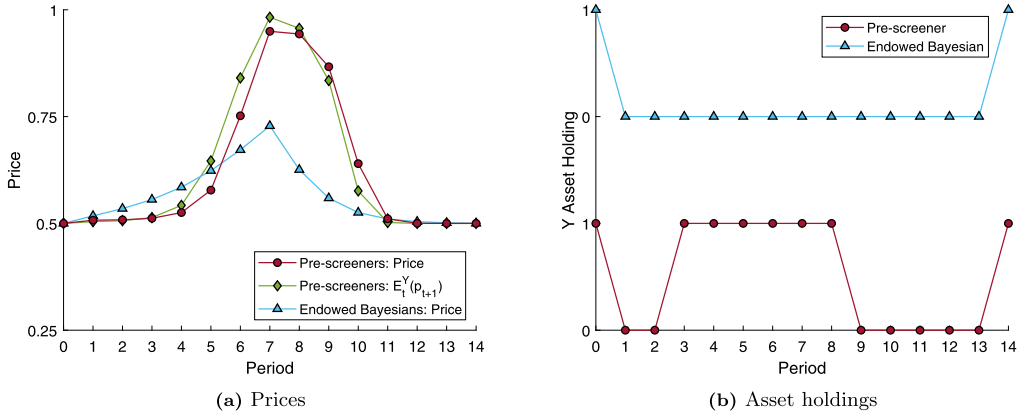 1
0.75
0.5
0.25
Price
0 1 2 3 4 5 6 7 8 9 10 11 12 13 14
Period
Pre-screeners: Price
Pre-screeners: E_t^Y(p_{t+1})
Endowed Bayesians: Price
(a) Prices
1
0
1
0
Y Asset Holding
0 1 2 3 4 5 6 7 8 9 10 11 12 13 14
Period
Pre-screener
Endowed Bayesian
(b) Asset holdings